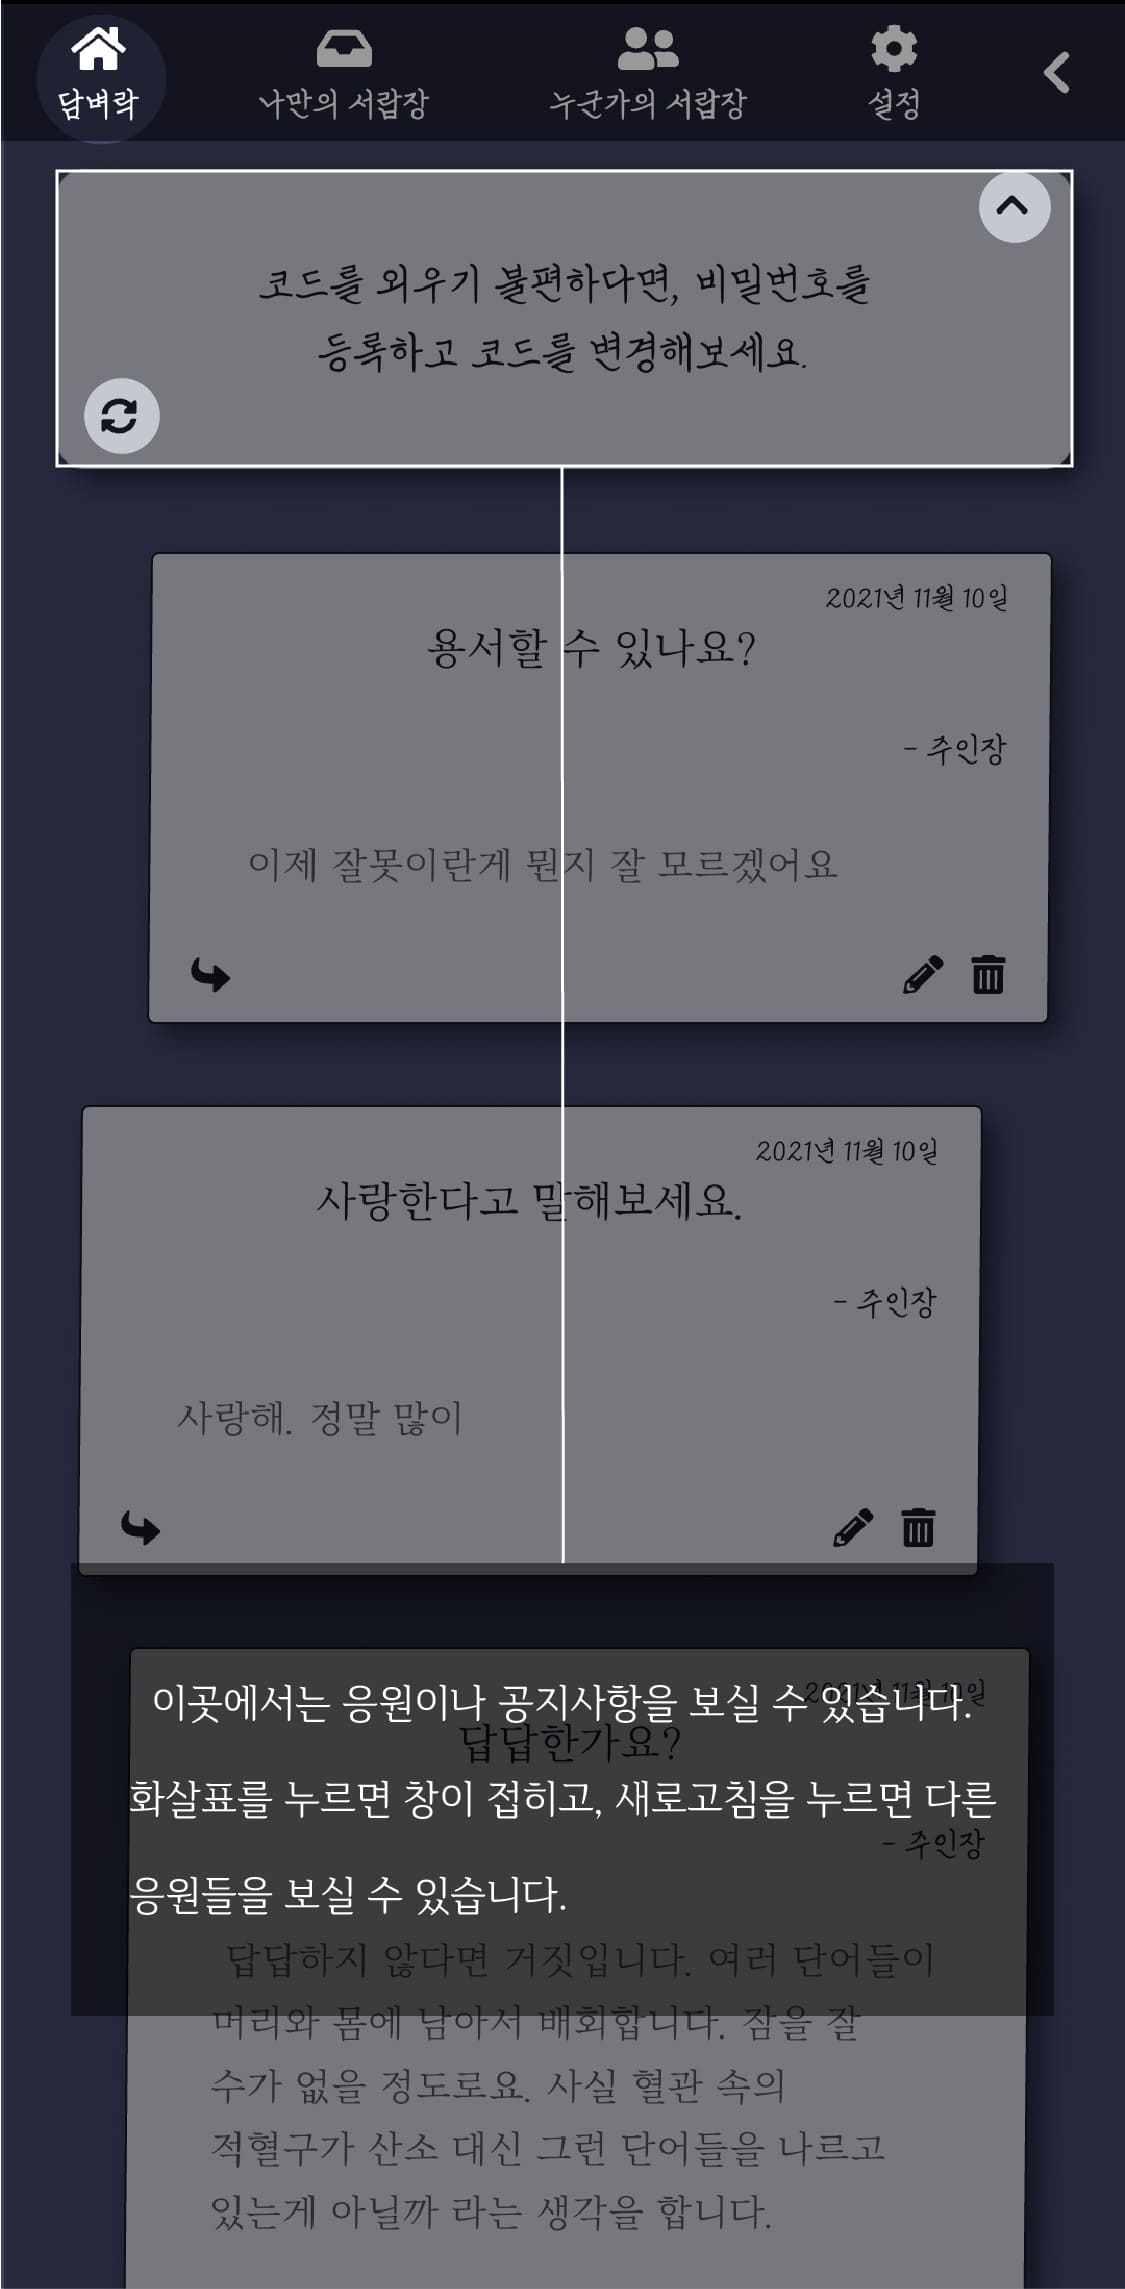 담벼락
나만의 서랍장
누군가의 서랍장
설정
코드를 외우기 불편하다면, 비밀번호를
등록하고 코드를 변경해보세요.
2021년 11월 10일
용서할 수 있나요?
- 주인장
이제 잘못이란게 뭔지 잘 모르겠어요
2021년 11월 10일
사랑한다고 말해보세요.
- 주인장
사랑해. 정말 많이
2021년 11월 10일
이곳에서는 응원이나 공지사항을 보실 수 있습니다.
답답한가요?
화살표를 누르면 창이 접히고, 새로고침을 누르면 다른
- 주인장
응원들을 보실 수 있습니다.
답답하지 않다면 거짓입니다. 여러 단어들이
머리와 몸에 남아서 배회합니다. 잠을 잘
수가 없을 정도로요. 사실 혈관 속의
적혈구가 산소 대신 그런 단어들을 나르고
있는게 아닐까 라는 생각을 합니다.